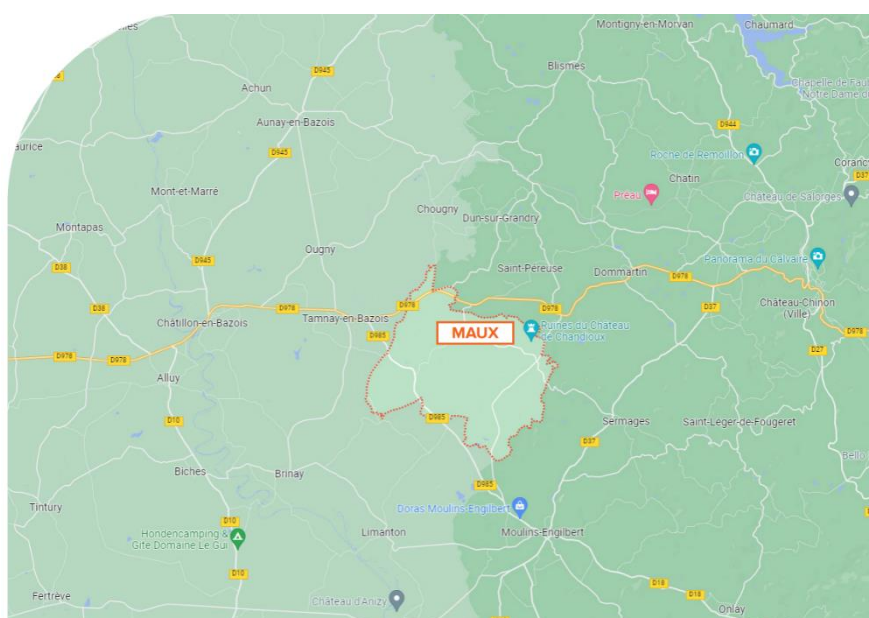 Montigny-en-Morvan
Chaumard
D945
Blismes
Achun
Chapelle de Fau
Notre Dame de
Aunay-en-Bazois
D944
Roche de Remoillon
D945
Corancy
D37
Chatin
Préau
Château de Salorges
Mont-et-Marré
Chougny
Dun-sur-Grandry
Montapas
Ougny
D945
D38
Saint-Péreuse
Dommartin
Panorama du Calvaire
D978
D978
D37
Château-Chinon
(Ville)
D38
D978
D978
Châtillon-en-Bazois
Tamnay-en-Bazois
D985
MAUX
Ruines du Château
de Changioux
D978
D978
D978
D27
Alluy
D10
D985
Sermages
Saint-Léger-de-Fougeret
D37
Biches
Brinay
D985
Bello
Tintury
Doras Moulins-Engilbert
D10
Hondencamping &
Gîte Domaine Le Gui
Limanton
Moulins-Engilbert
D10
D18
D18
Fertrève
Château d'Anizy
Onlay